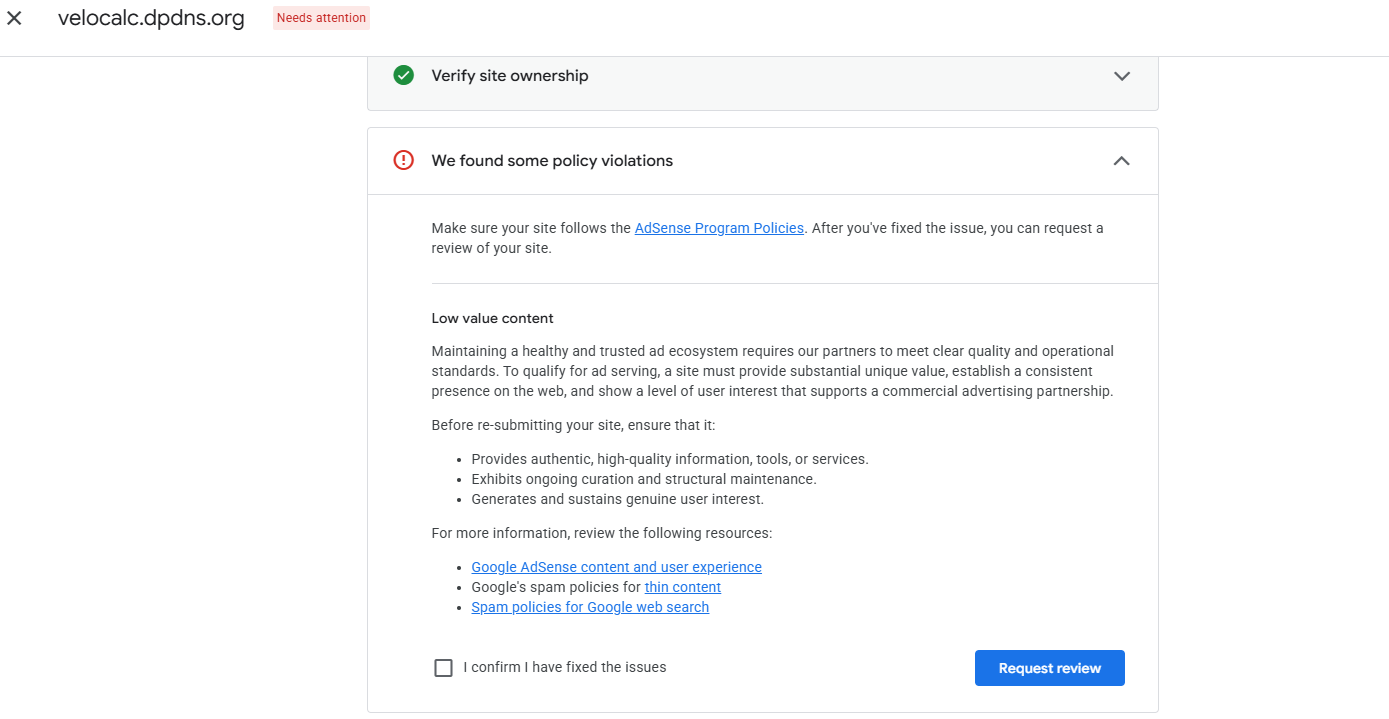 velocalc.dpdns.org
Needs attention
Verify site ownership
We found some policy violations
Make sure your site follows the AdSense Program Policies. After you've fixed the issue, you can request a
review of your site.
Low value content
Maintaining a healthy and trusted ad ecosystem requires our partners to meet clear quality and operational
standards. To qualify for ad serving, a site must provide substantial unique value, establish a consistent
presence on the web, and show a level of user interest that supports a commercial advertising partnership.
Before re-submitting your site, ensure that it:
• Provides authentic, high-quality information, tools, or services.
• Exhibits ongoing curation and structural maintenance.
• Generates and sustains genuine user interest.
For more information, review the following resources:
• Google AdSense content and user experience
• Google's spam policies for thin content
• Spam policies for Google web search
I confirm I have fixed the issues
Request review